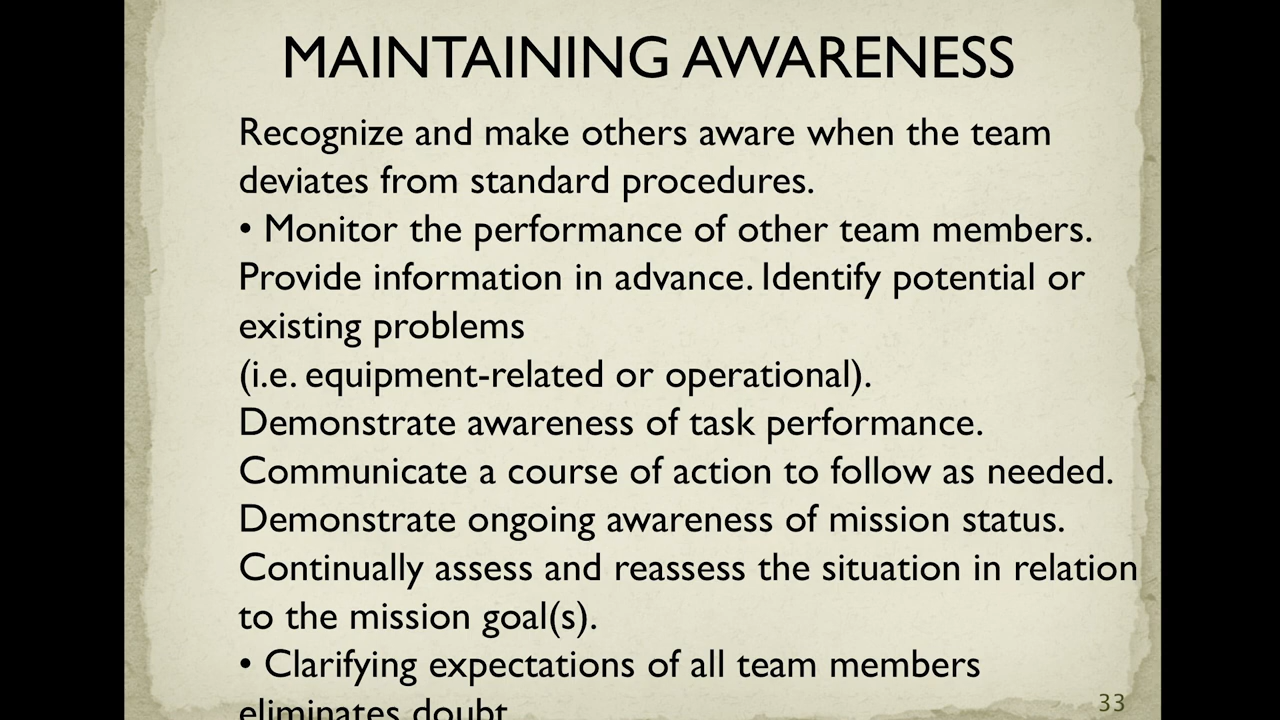 MAINTAINING AWARENESS
Recognize and make others aware when the team
deviates from standard procedures.
• Monitor the performance of other team members.
Provide information in advance. Identify potential or
existing problems
(i.e. equipment-related or operational).
Demonstrate awareness of task performance.
Communicate a course of action to follow as needed.
Demonstrate ongoing awareness of mission status.
Continually assess and reassess the situation in relation
to the mission goal(s).
• Clarifying expectations of all team members
eliminates doubt
33